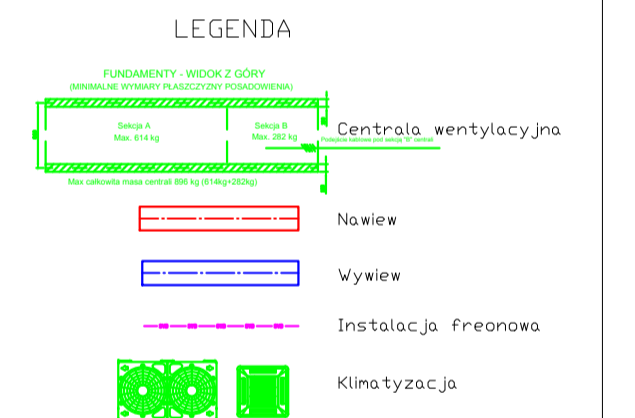 LEGENDA
FUNDAMENTY - WIDOK Z GÓRY
(MINIMALNE WYMIARY PŁASZCZYZNY POSADOWIENIA)
Sekcja A
Max. 614 kg
Sekcja B
Max. 282 kg
Centrala wentylacyjna
Podejście kablowe pod sekcją "B" centrali
Max całkowita masa centrali 896 kg (614kg+282kg)
Nawiew
Wywiew
Instalacja freonowa
Klimatyzacja